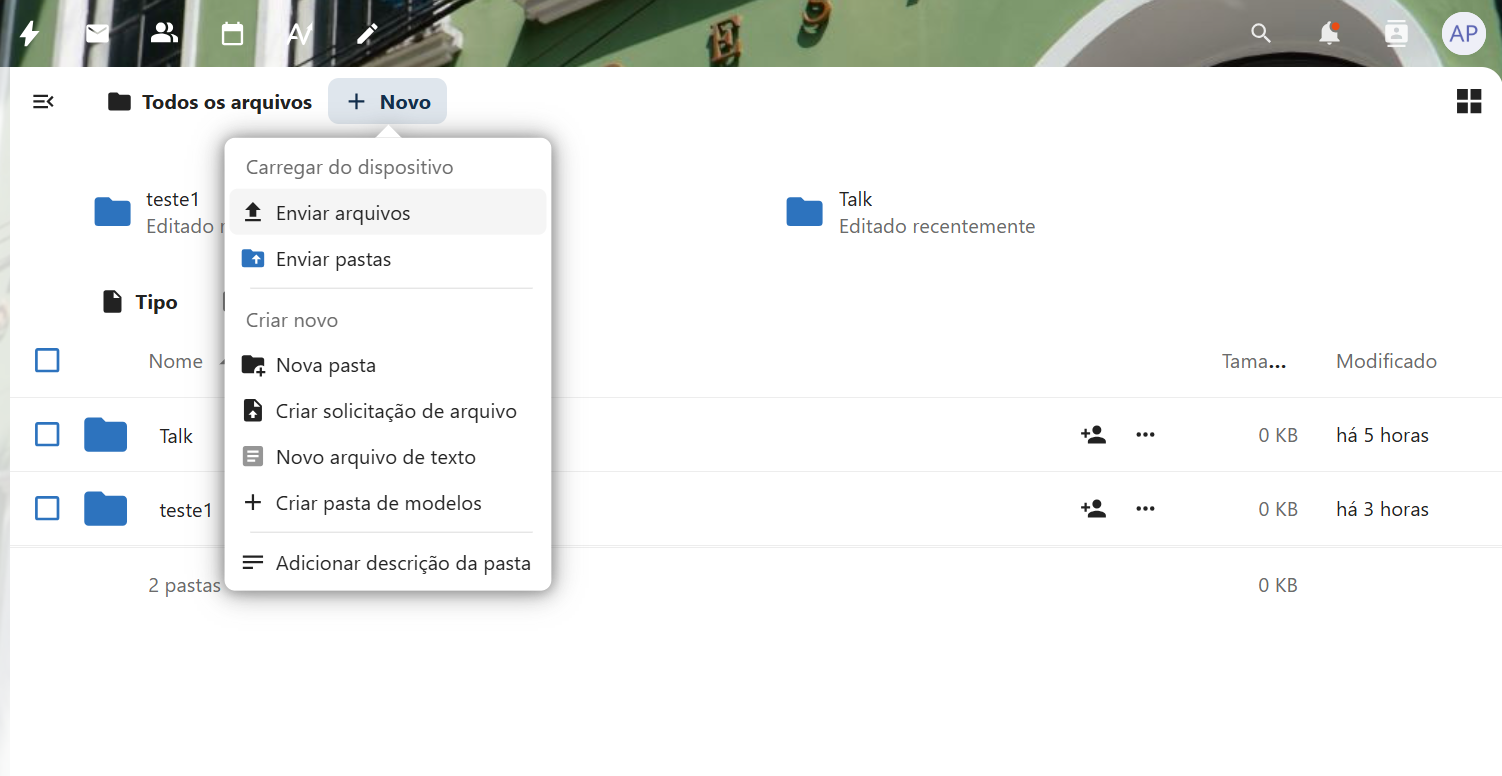 AP
Todos os arquivos
Novo
Carregar do dispositivo
Enviar arquivos
Enviar pastas
Criar novo
Nova pasta
Criar solicitação de arquivo
Novo arquivo de texto
Criar pasta de modelos
Adicionar descrição da pasta
teste1
Editado
Talk
Editado recentemente
Tipo
Nome
Tama...
Modificado
Talk
0 KB
há 5 horas
teste1
0 KB
há 3 horas
2 pastas
0 KB